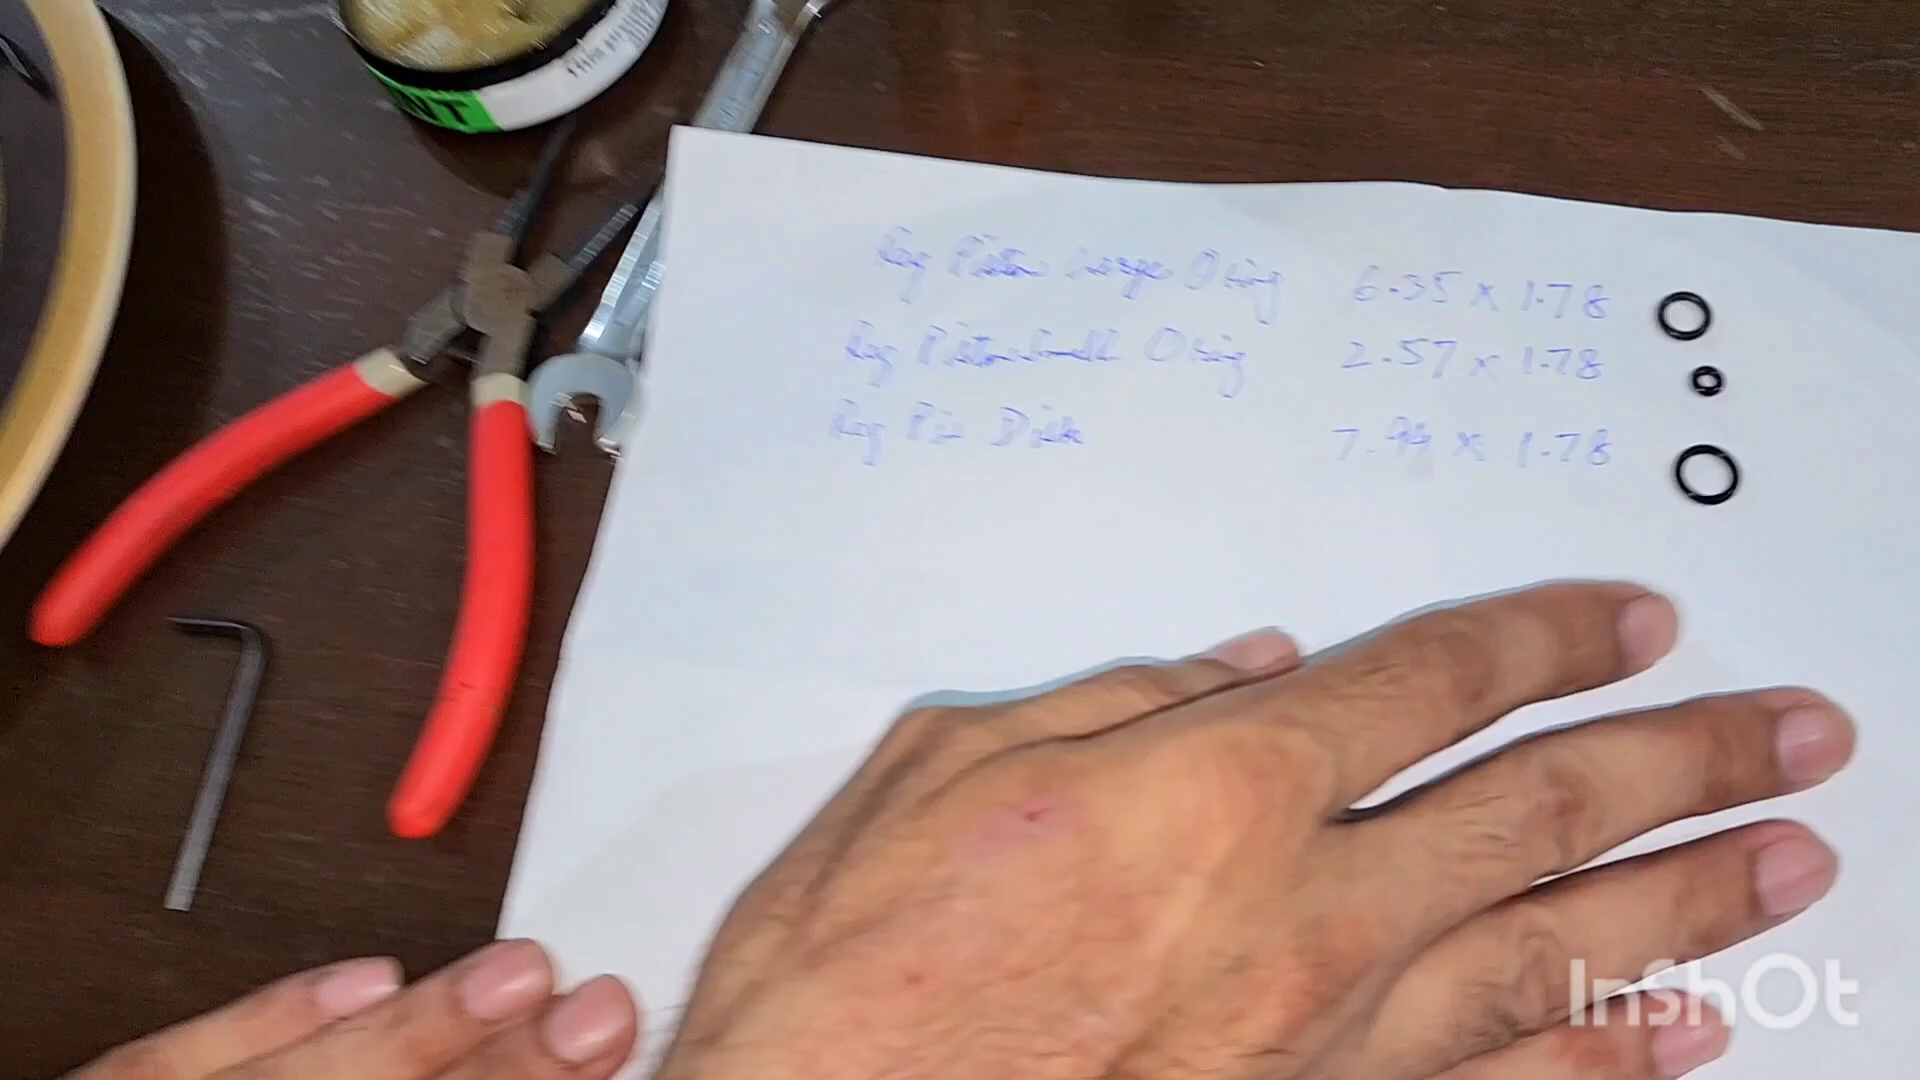 NT
Reg Piston Large O ring 6.35 x 1.78
Reg Piston Small O ring 2.57 x 1.78
Reg Pin Disk 7.94 x 1.78
InShOt